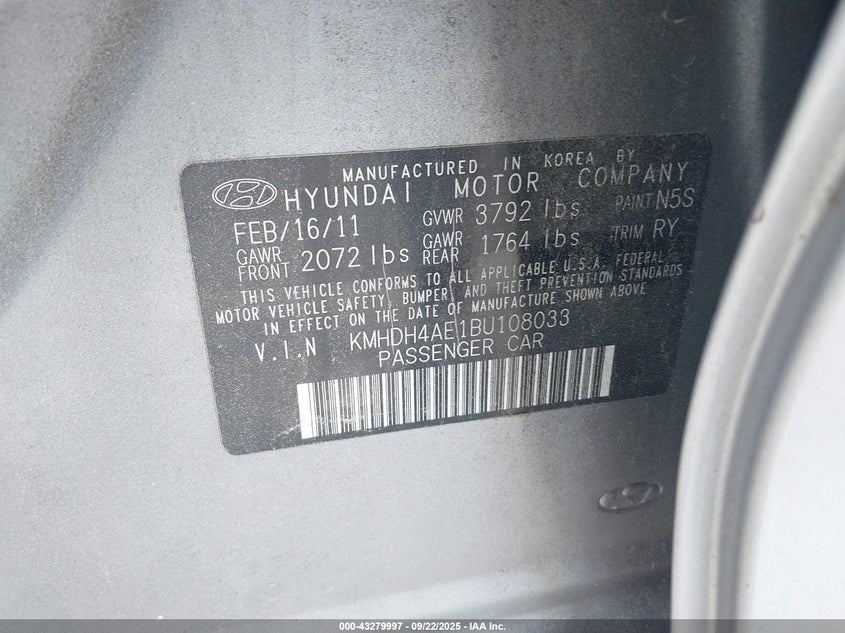 MANUFACTURED IN KOREA BY
HYUNDAI MOTOR COMPANY
FEB/16/11 GVWR 3792 lbs PAINT N5S
GAWR FRONT 2072 lbs GAWR REAR 1764 lbs TRIM RY
THIS VEHICLE CONFORMS TO ALL APPLICABLE U.S.A. FEDERAL
MOTOR VEHICLE SAFETY, BUMPER, AND THEFT PREVENTION STANDARDS
IN EFFECT ON THE DATE OF MANUFACTURE SHOWN ABOVE
V.I.N KMHDH4AE1BU108033
PASSENGER CAR
000-43279997 - 09/22/2025 - IAA Inc.